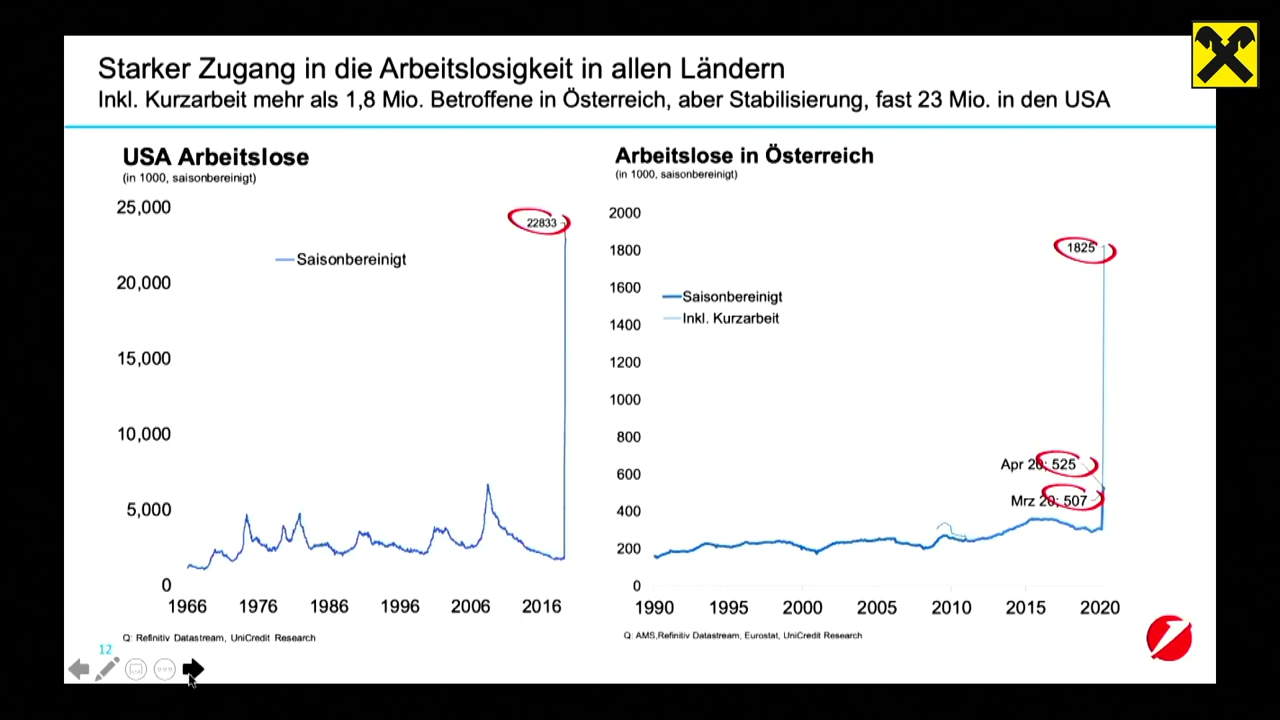 Starker Zugang in die Arbeitslosigkeit in allen Ländern
Inkl. Kurzarbeit mehr als 1,8 Mio. Betroffene in Österreich, aber Stabilisierung, fast 23 Mio. in den USA
USA Arbeitslose
(in 1000, saisonbereinigt)
25,000
20,000
15,000
10,000
5,000
0
22833
Saisonbereinigt
1966 1976 1986 1996 2006 2016
Q: Refinitiv Datastream, UniCredit Research
Arbeitslose in Österreich
(in 1000, saisonbereinigt)
2000
1800
1600
1400
1200
1000
800
600
400
200
0
1825
Saisonbereinigt
Inkl. Kurzarbeit
Apr 20; 525
Mrz 20; 507
1990 1995 2000 2005 2010 2015 2020
Q: AMS,Refinitiv Datastream, Eurostat, UniCredit Research
12